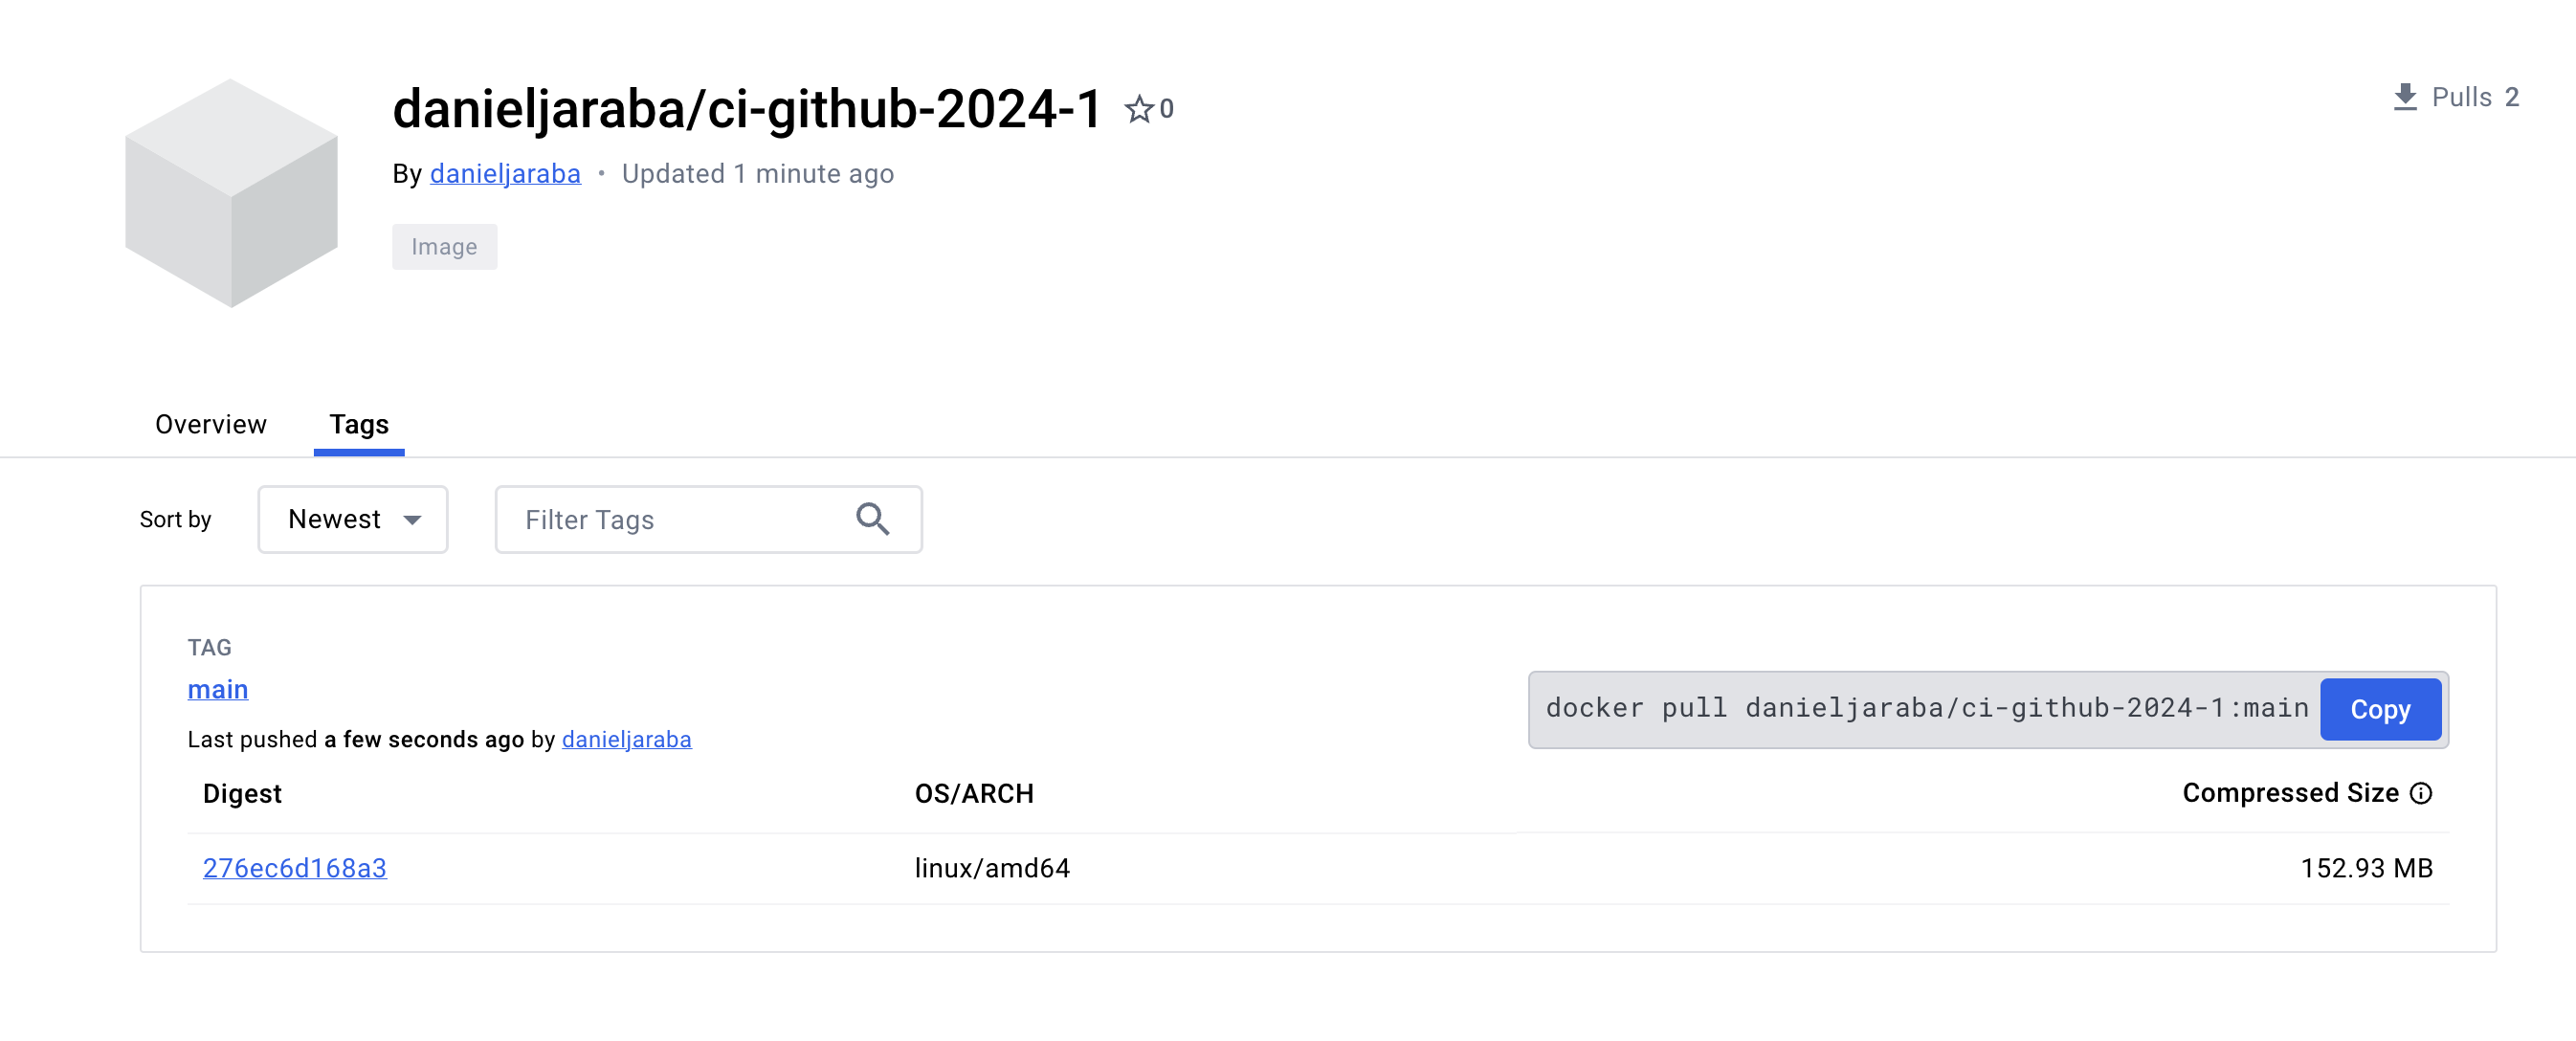 danieljaraba/ci-github-2024-1 0
Pulls 2
By danieljaraba • Updated 1 minute ago
Image
Overview Tags
Sort by Newest Filter Tags
TAG
main
docker pull danieljaraba/ci-github-2024-1:main Copy
Last pushed a few seconds ago by danieljaraba
Digest OS/ARCH Compressed Size
276ec6d168a3 linux/amd64 152.93 MB